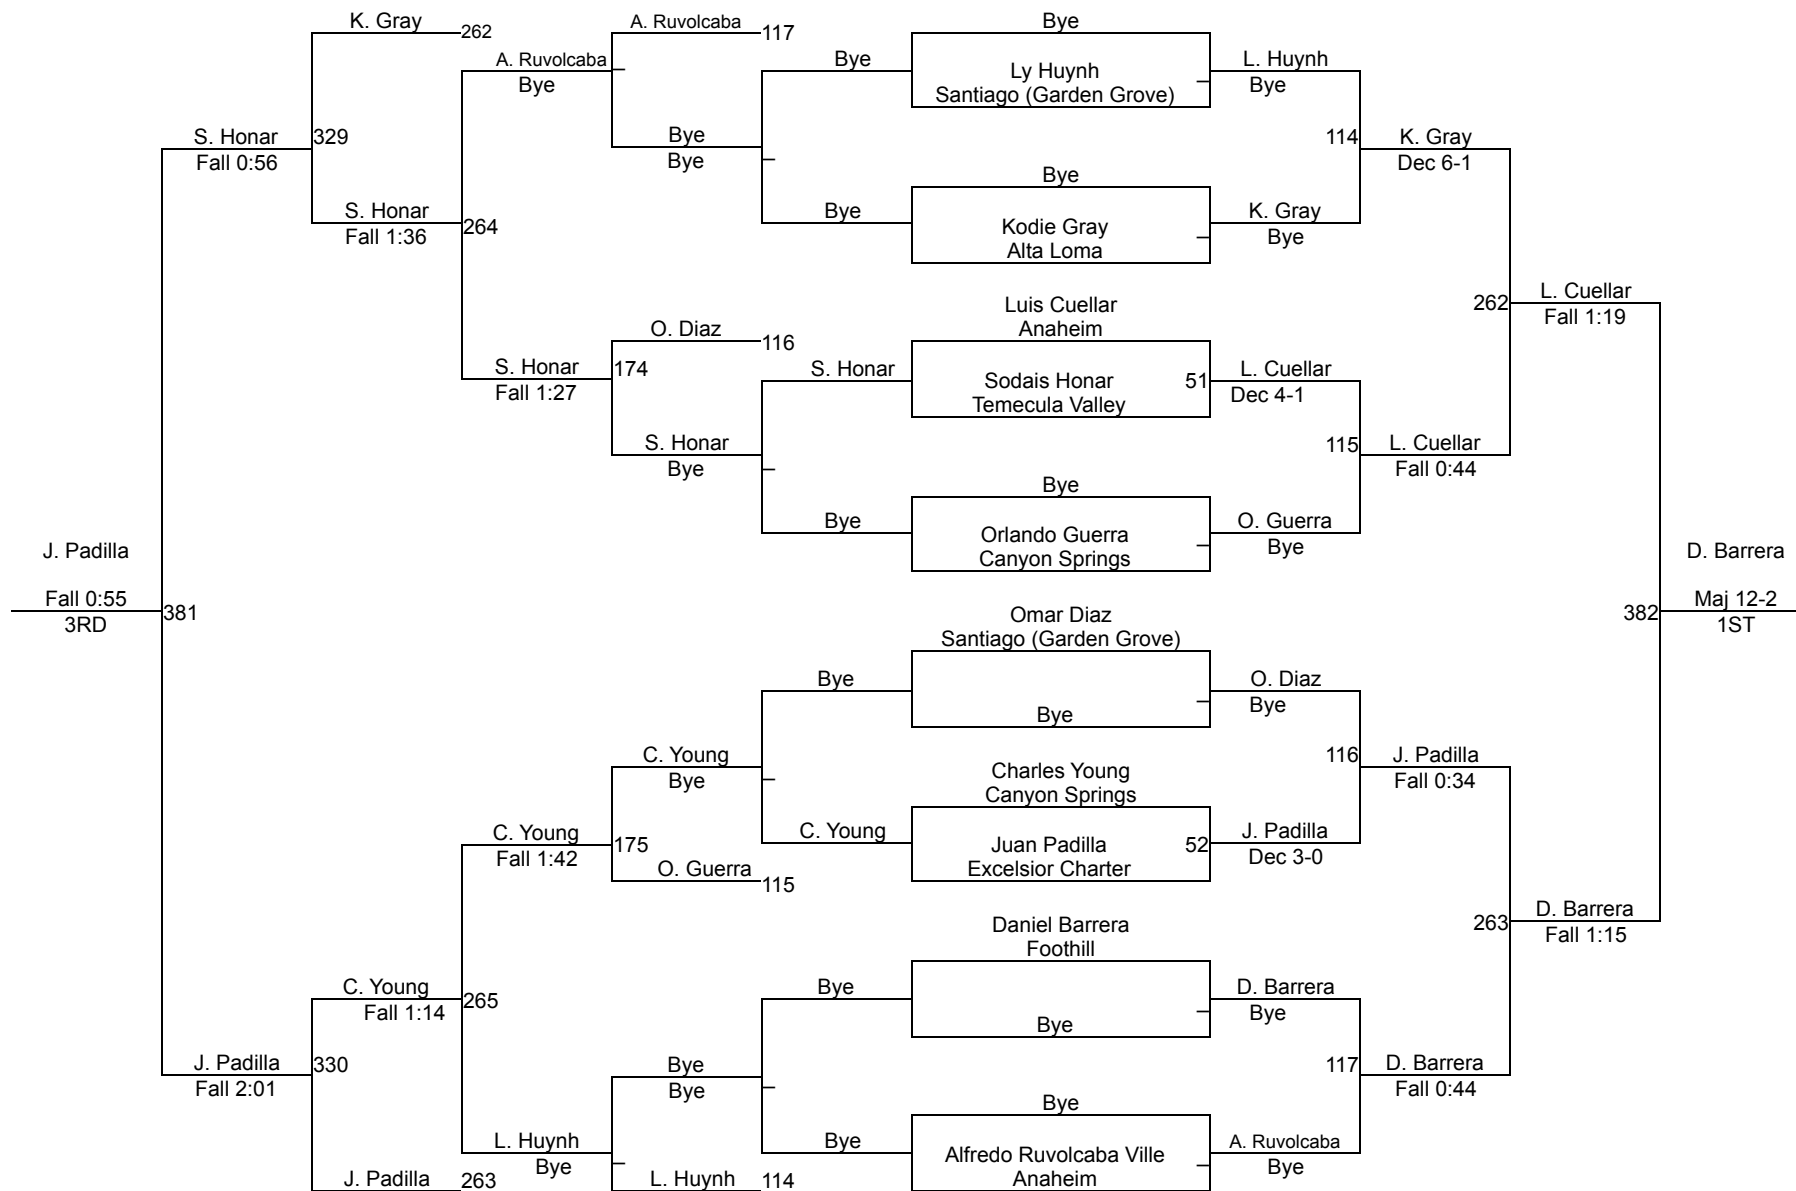 K. Gray
262
A. Ruvolcaba
117
Bye
A. Ruvolcaba
Bye
Bye
Ly Huynh
Santiago (Garden Grove)
L. Huynh
Bye
S. Honar
Fall 0:56
329
Bye
Bye
114
K. Gray
Dec 6-1
Bye
S. Honar
Fall 1:36
264
Bye
Kodie Gray
Alta Loma
K. Gray
Bye
Luis Cuellar
Anaheim
262
L. Cuellar
Fall 1:19
O. Diaz
116
S. Honar
Fall 1:27
174
S. Honar
Sodais Honar
Temecula Valley
51
L. Cuellar
Dec 4-1
S. Honar
Bye
115
L. Cuellar
Fall 0:44
Bye
Bye
Orlando Guerra
Canyon Springs
O. Guerra
Bye
J. Padilla
Fall 0:55
3RD
381
D. Barrera
Maj 12-2
1ST
382
Omar Diaz
Santiago (Garden Grove)
Bye
Bye
O. Diaz
Bye
C. Young
Bye
116
J. Padilla
Fall 0:34
Charles Young
Canyon Springs
C. Young
Fall 1:42
175
C. Young
Juan Padilla
Excelsior Charter
52
J. Padilla
Dec 3-0
O. Guerra
115
Daniel Barrera
Foothill
263
D. Barrera
Fall 1:15
C. Young
Fall 1:14
265
Bye
Bye
D. Barrera
Bye
J. Padilla
Fall 2:01
330
Bye
Bye
117
D. Barrera
Fall 0:44
Bye
L. Huynh
Bye
Bye
Alfredo Ruvolcaba Ville
Anaheim
A. Ruvolcaba
Bye
J. Padilla
263
L. Huynh
114